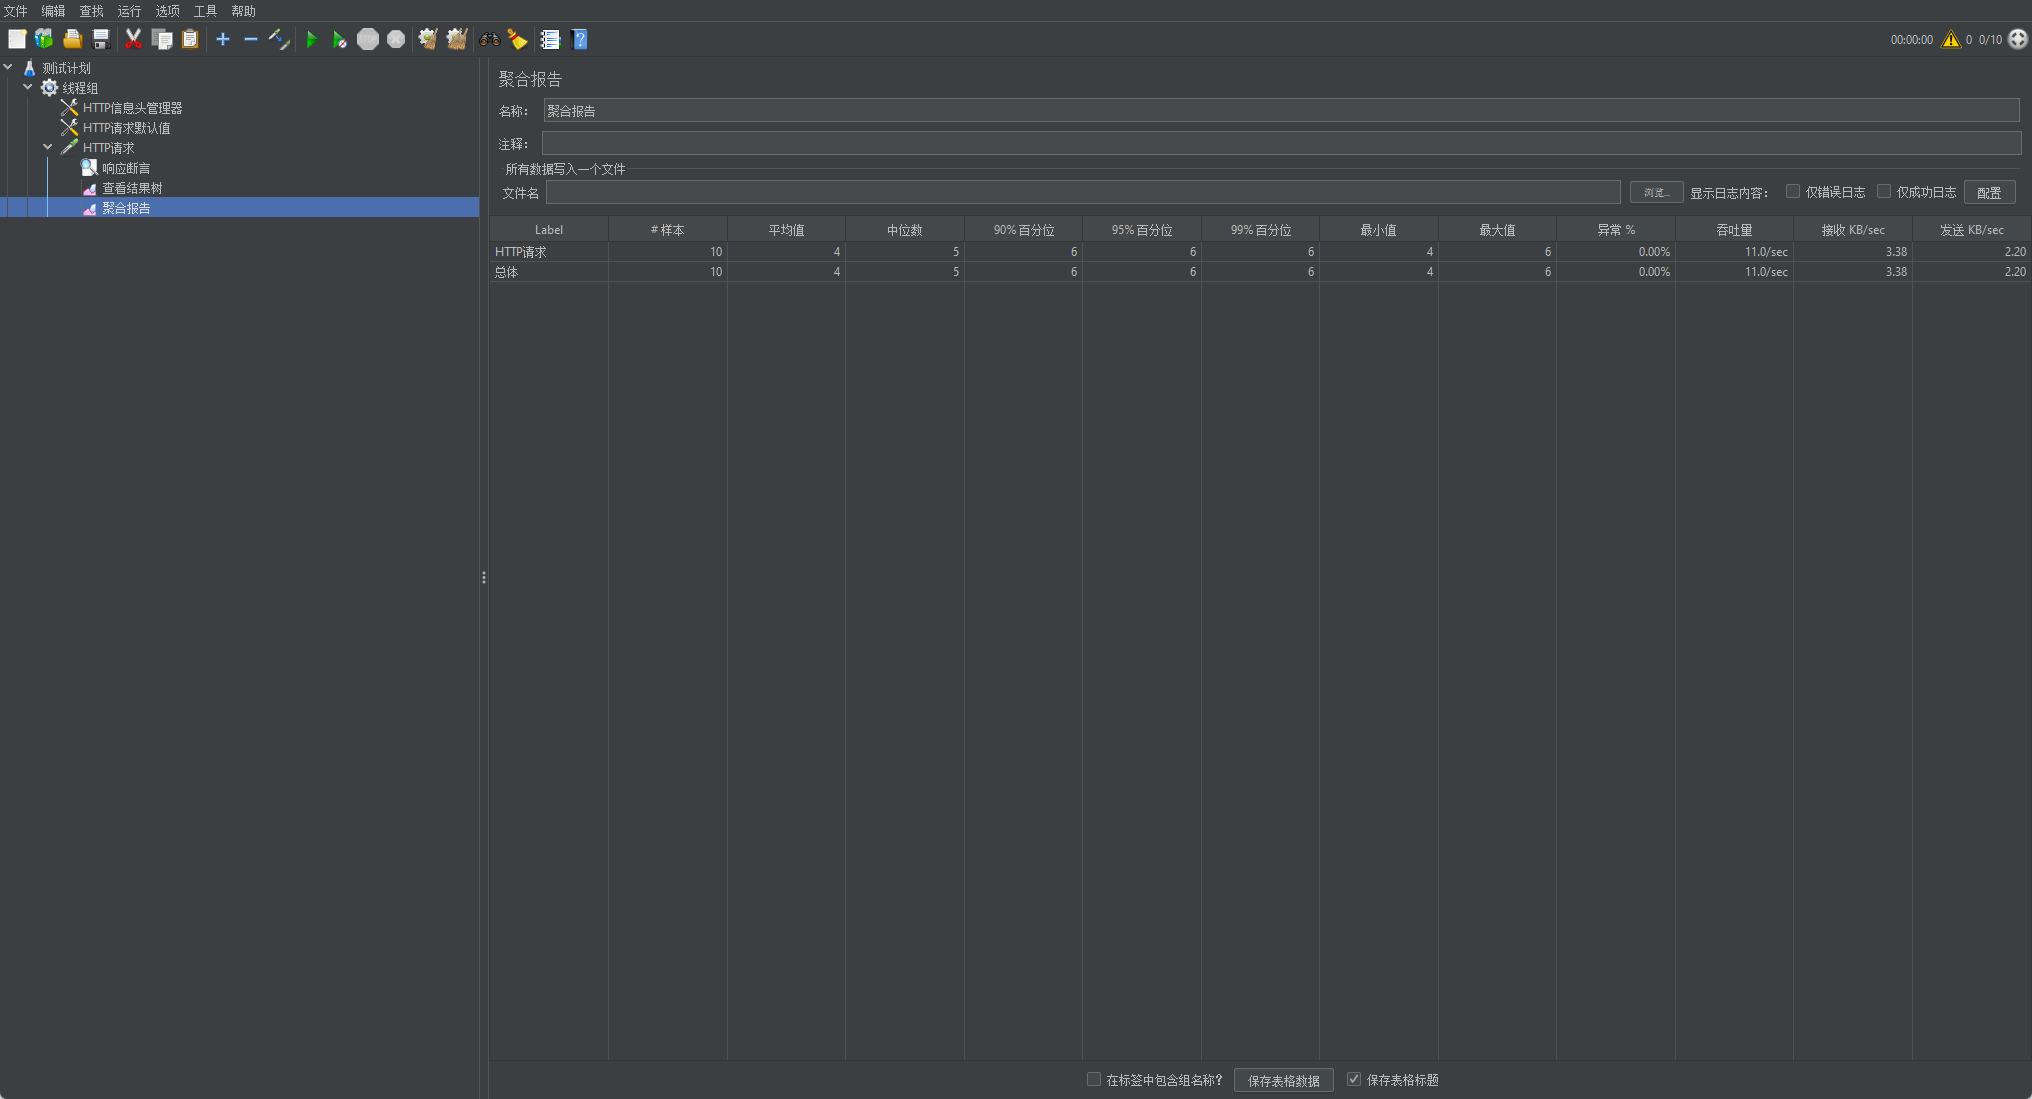 文件 编辑 查找 运行 选项 工具 帮助
00:00:00 0 0/10
测试计划
线程组
HTTP信息头管理器
HTTP请求默认值
HTTP请求
响应断言
查看结果树
聚合报告
聚合报告
名称： 聚合报告
注释：
所有数据写入一个文件
文件名 浏览... 显示日志内容： 仅错误日志 仅成功日志 配置
Label # 样本 平均值 中位数 90% 百分位 95% 百分位 99% 百分位 最小值 最大值 异常 % 吞吐量 接收 KB/sec 发送 KB/sec
HTTP请求 10 4 5 6 6 6 4 6 0.00% 11.0/sec 3.38 2.20
总体 10 4 5 6 6 6 4 6 0.00% 11.0/sec 3.38 2.20
在标签中包含组名称？ 保存表格数据 保存表格标题